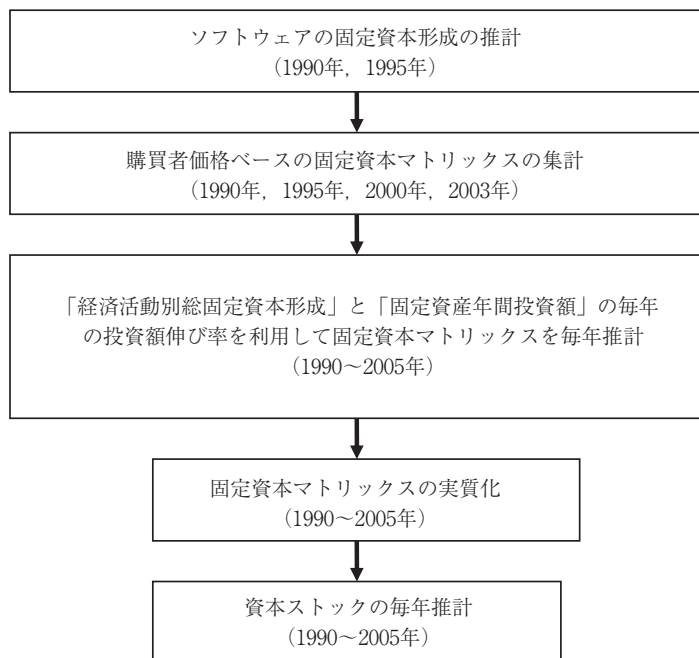 ソフトウェアの固定資本形成の推計
（1990年，1995年）
購買者価格ベースの固定資本マトリックスの集計
（1990年，1995年，2000年，2003年）
「経済活動別総固定資本形成」と「固定資産年間投資額」の毎年
の投資額伸び率を利用して固定資本マトリックスを毎年推計
（1990～2005年）
固定資本マトリックスの実質化
（1990～2005年）
資本ストックの毎年推計
（1990～2005年）